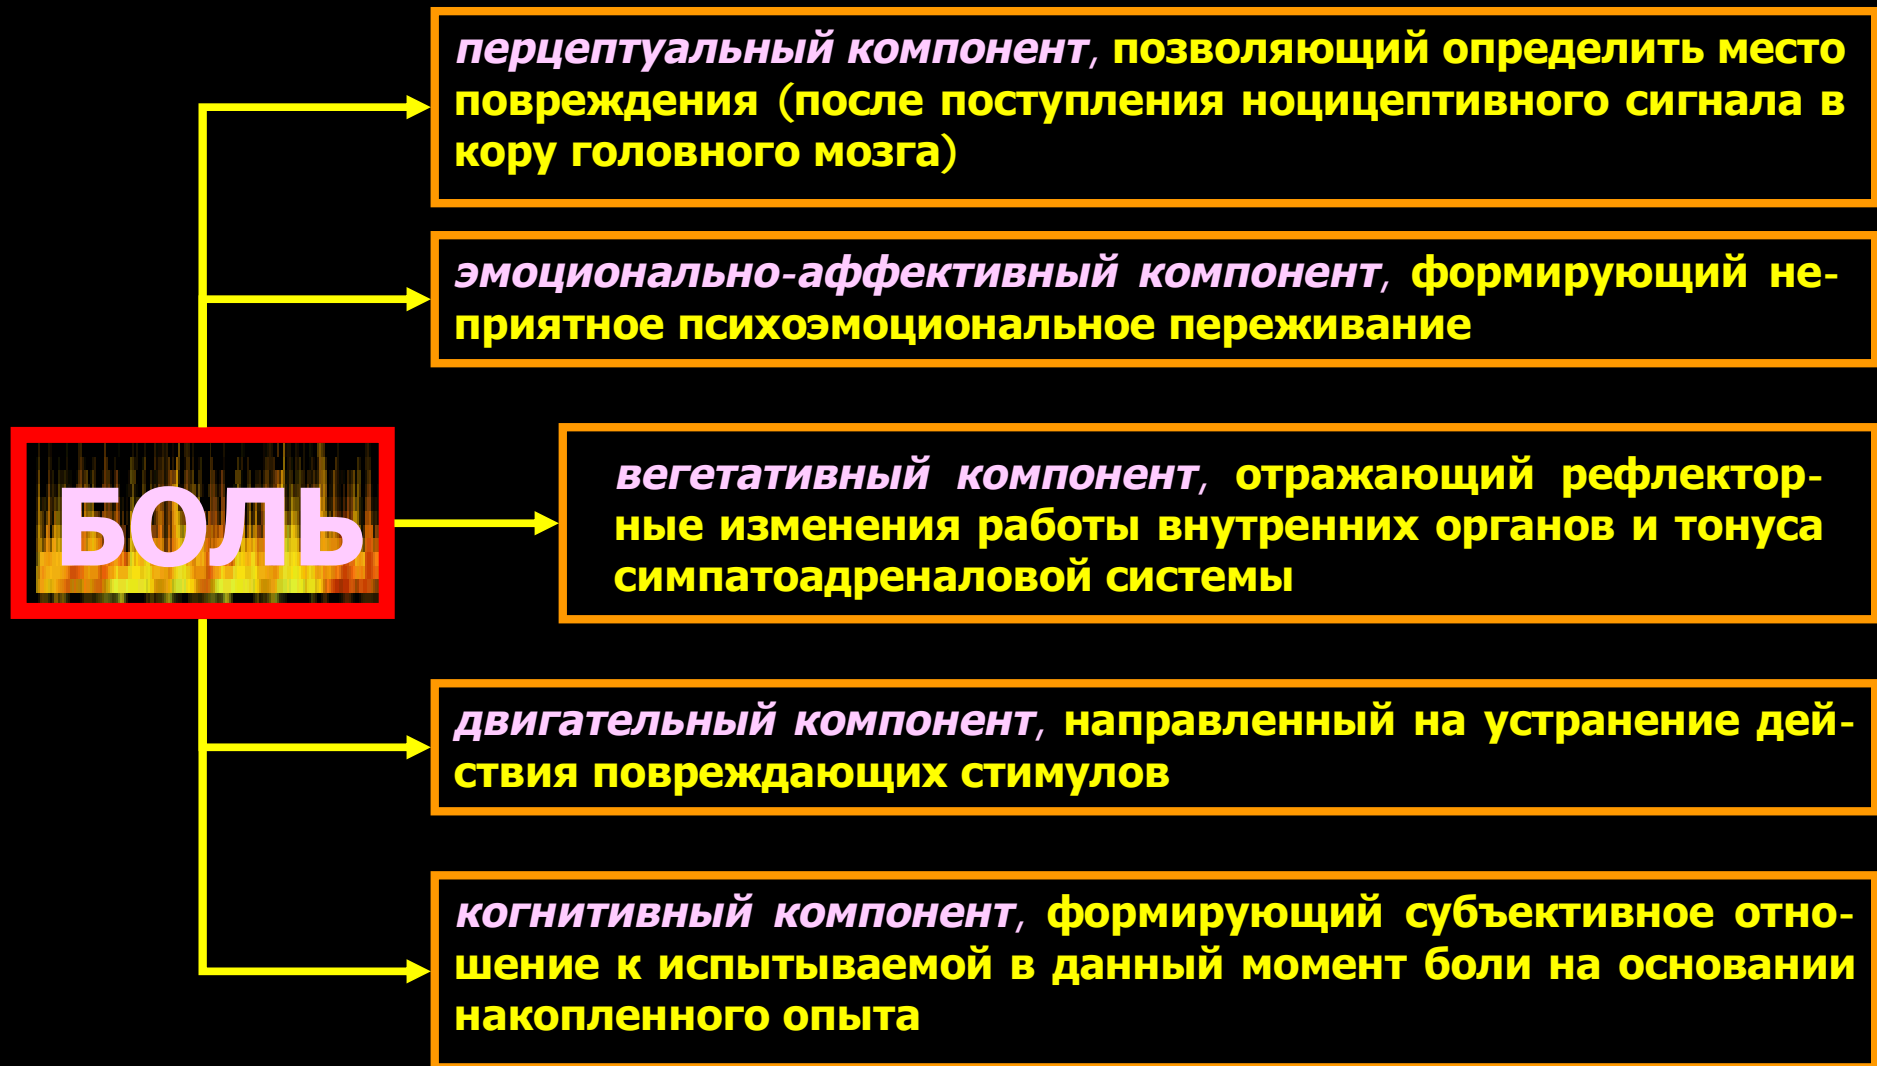 перцептуальный компонент, позволяющий определить место
повреждения (после поступления ноцицептивного сигнала в
кору головного мозга)
эмоционально-аффективный компонент, формирующий не-
приятное психоэмоциональное переживание
БОЛЬ
вегетативный компонент, отражающий рефлектор-
ные изменения работы внутренних органов и тонуса
симпатоадреналовой системы
двигательный компонент, направленный на устранение дей-
ствия повреждающих стимулов
когнитивный компонент, формирующий субъективное отно-
шение к испытываемой в данный момент боли на основании
накопленного опыта